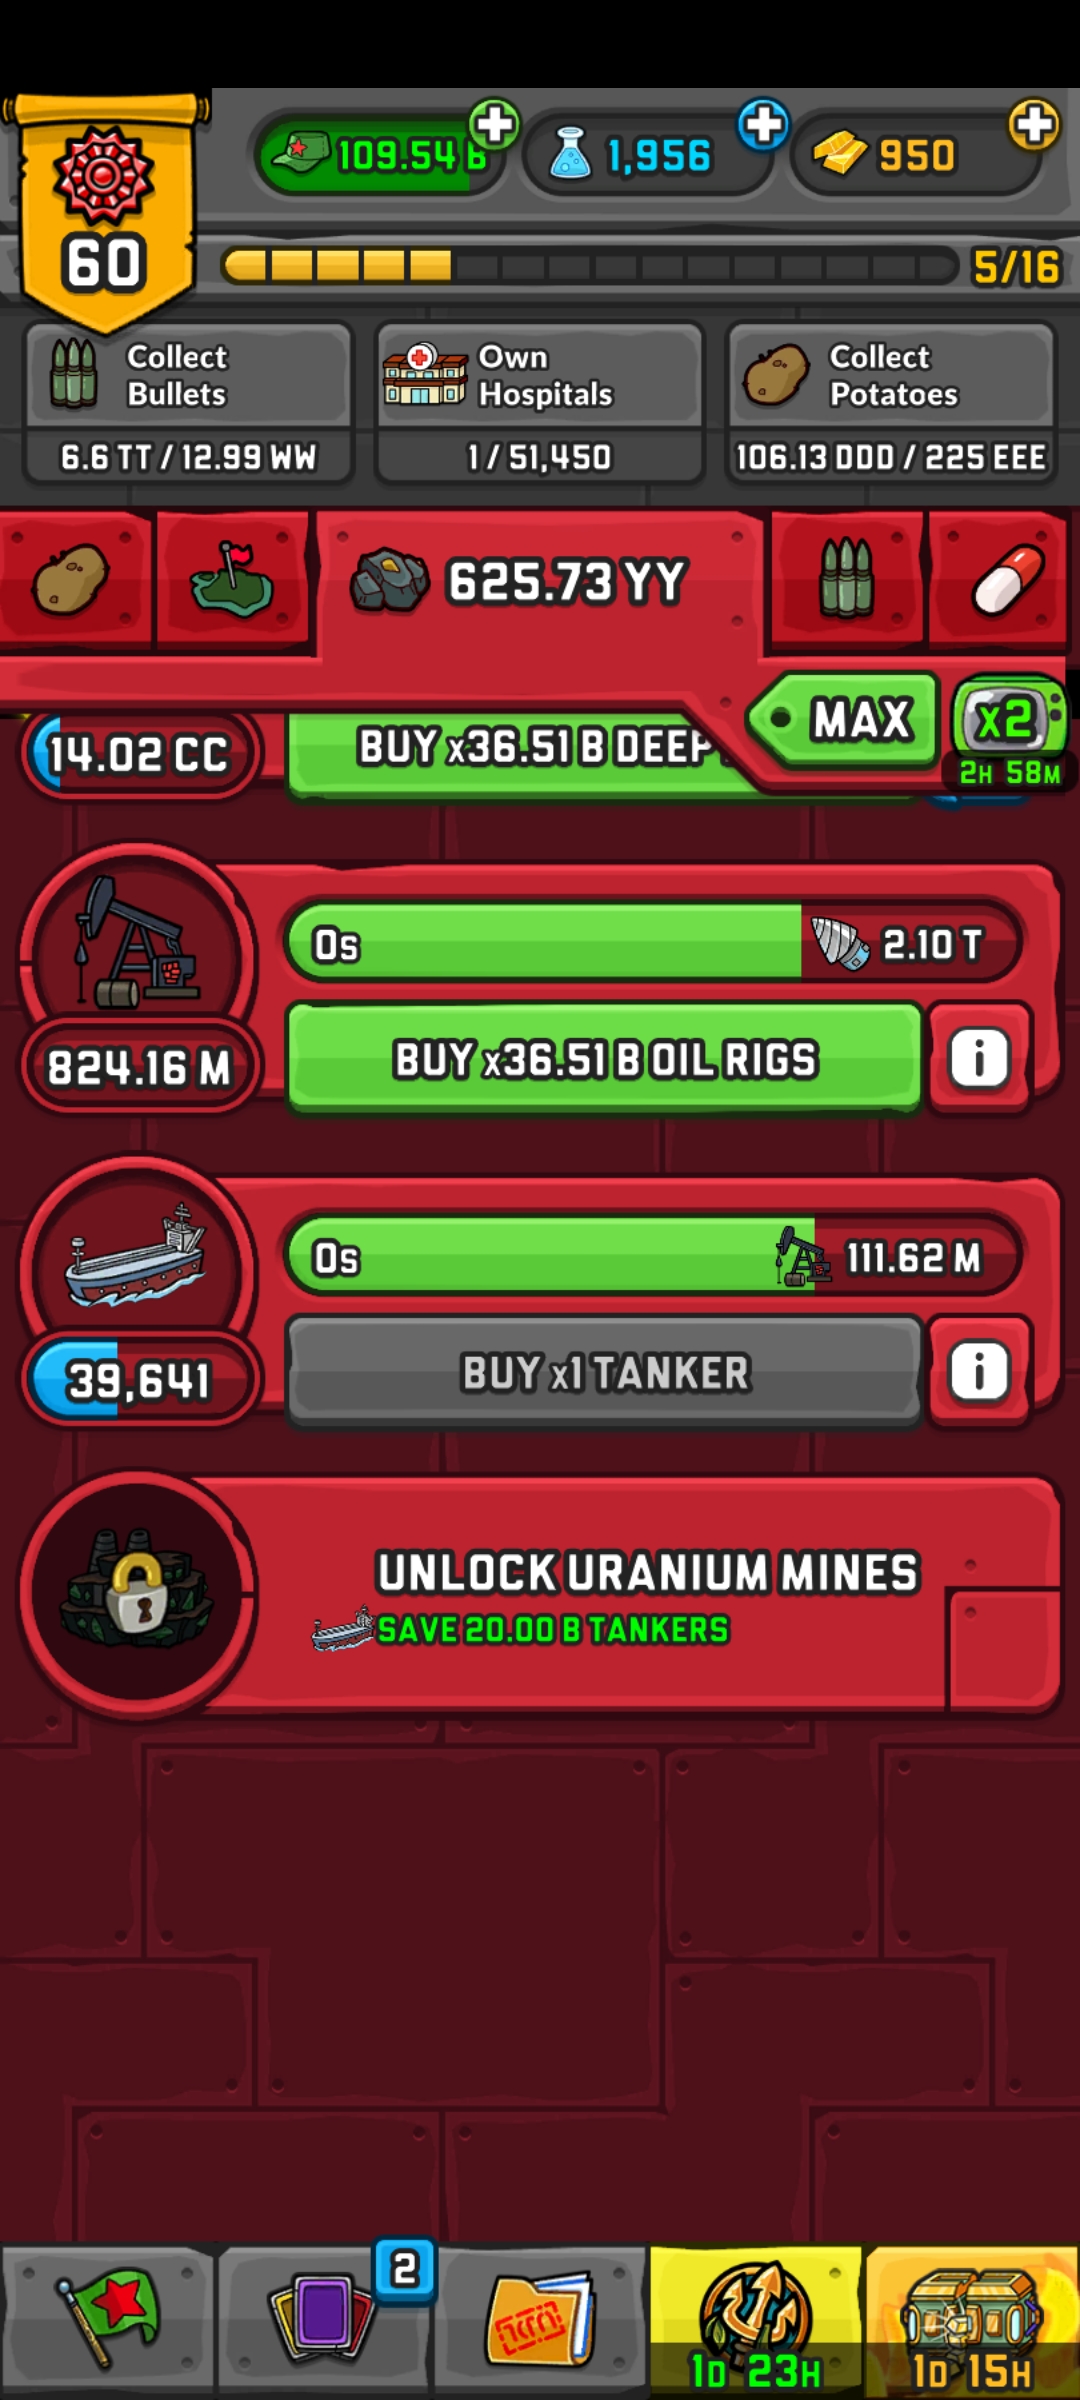 109.54 B
1,956
950
60
5/16
Collect
Bullets
6.6 TT / 12.99 WW
Own
Hospitals
1 / 51,450
Collect
Potatoes
106.13 DDD / 225 EEE
625.73 YY
MAX
x2
2H 58M
14.02 CC
BUY x36.51 B DEEP
0s
2.10 T
824.16 M
BUY x36.51 B OIL RIGS
i
0s
111.62 M
39,641
BUY x1 TANKER
i
UNLOCK URANIUM MINES
SAVE 20.00 B TANKERS
2
1D 23H
1D 15H